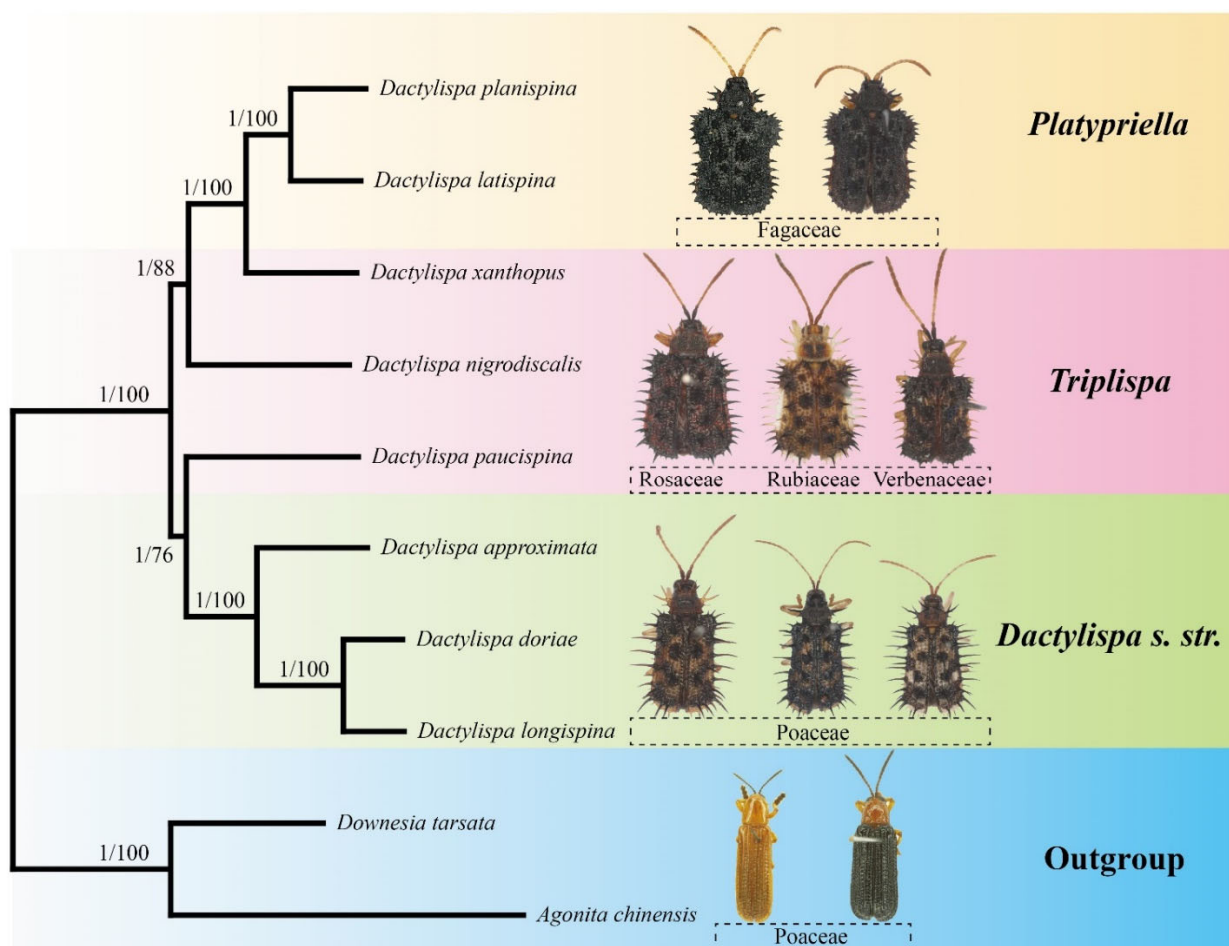 Dactylispa planispina
1/100
Platypriella
1/100
Dactylispa latispina
Fagaceae
1/88
Dactylispa xanthopus
Dactylispa nigrodiscalis
Triplispa
1/100
Dactylispa paucispina
Rosaceae Rubiaceae Verbenaceae
1/76
Dactylispa approximata
1/100
Dactylispa doriae
Dactylispa s. str.
1/100
Dactylispa longispina
Poaceae
Downesia tarsata
1/100
Outgroup
Agonita chinensis
Poaceae